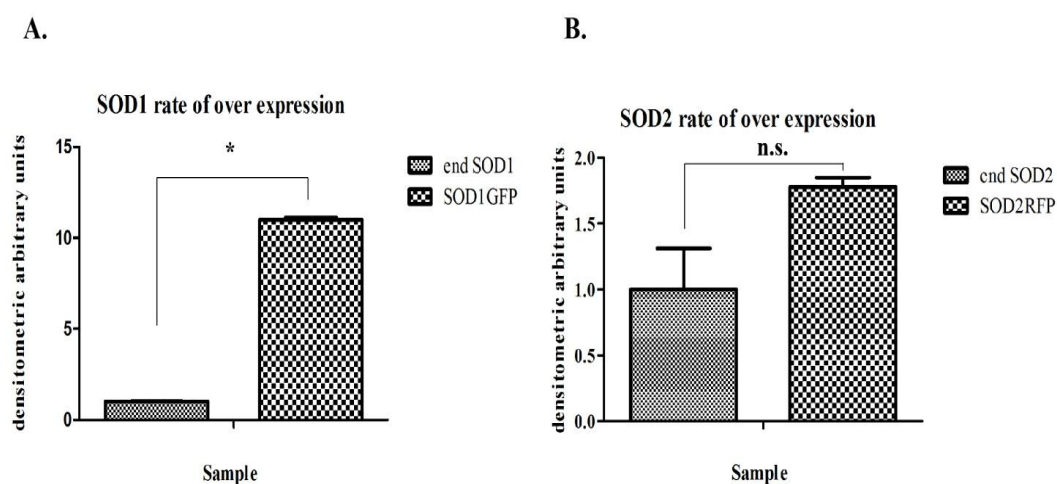 A.
SOD1 rate of over expression
*
densitometric arbitrary units
15
10
5
0
Sample
end SOD1
SOD1GFP
B.
SOD2 rate of over expression
n.s.
densitometric arbitrary units
2.0
1.5
1.0
0.5
0.0
Sample
end SOD2
SOD2RFP